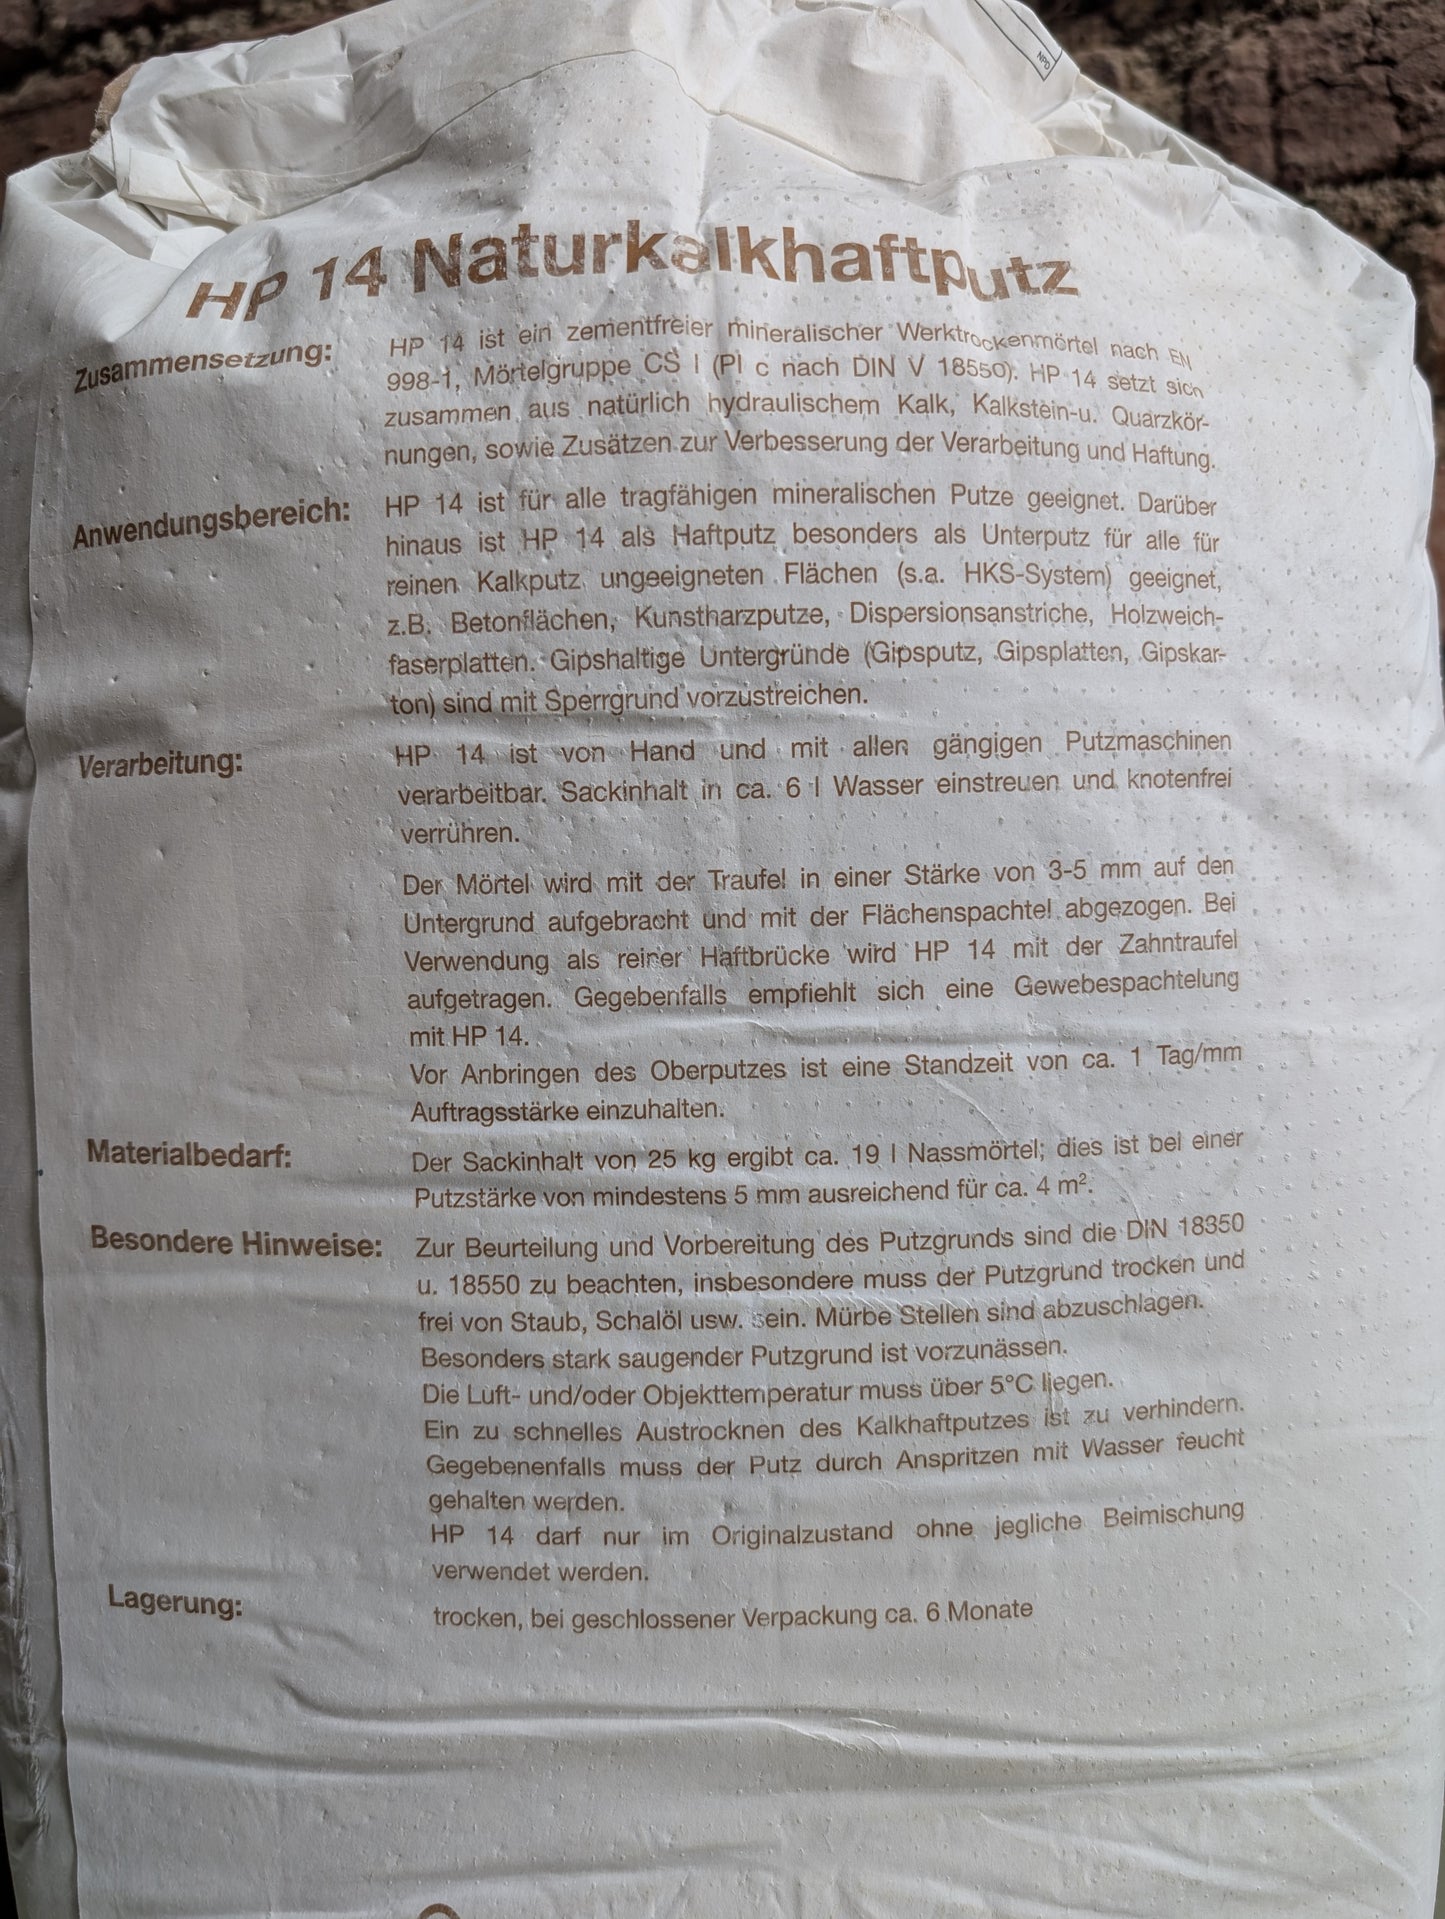 NPD
HP 14 Naturkalkhaftputz
Zusammensetzung: HP 14 ist ein zementfreier mineralischer Werktrockenmörtel nach EN
998-1, Mörtelgruppe CS I (PI c nach DIN V 18550). HP 14 setzt sich
zusammen aus natürlich hydraulischem Kalk, Kalkstein-u. Quarzkör-
nungen, sowie Zusätzen zur Verbesserung der Verarbeitung und Haftung.
Anwendungsbereich: HP 14 ist für alle tragfähigen mineralischen Putze geeignet. Darüber
hinaus ist HP 14 als Haftputz besonders als Unterputz für alle für
reinen Kalkputz ungeeigneten Flächen (s.a. HKS-System) geeignet,
z.B. Betonflächen, Kunstharzputze, Dispersionsanstriche, Holzweich-
faserplatten. Gipshaltige Untergründe (Gipsputz, Gipsplatten, Gipskar-
ton) sind mit Sperrgrund vorzustreichen.
Verarbeitung: HP 14 ist von Hand und mit allen gängigen Putzmaschinen
verarbeitbar. Sackinhalt in ca. 6 l Wasser einstreuen und knotenfrei
verrühren.
Der Mörtel wird mit der Traufel in einer Stärke von 3-5 mm auf den
Untergrund aufgebracht und mit der Flächenspachtel abgezogen. Bei
Verwendung als reiner Haftbrücke wird HP 14 mit der Zahntraufel
aufgetragen. Gegebenfalls empfiehlt sich eine Gewebespachtelung
mit HP 14.
Vor Anbringen des Oberputzes ist eine Standzeit von ca. 1 Tag/mm
Auftragsstärke einzuhalten.
Materialbedarf: Der Sackinhalt von 25 kg ergibt ca. 19 l Nassmörtel; dies ist bei einer
Putzstärke von mindestens 5 mm ausreichend für ca. 4 m².
Besondere Hinweise: Zur Beurteilung und Vorbereitung des Putzgrunds sind die DIN 18350
u. 18550 zu beachten, insbesondere muss der Putzgrund trocken und
frei von Staub, Schalöl usw. sein. Mürbe Stellen sind abzuschlagen.
Besonders stark saugender Putzgrund ist vorzunässen.
Die Luft- und/oder Objekttemperatur muss über 5°C liegen.
Ein zu schnelles Austrocknen des Kalkhaftputzes ist zu verhindern.
Gegebenenfalls muss der Putz durch Anspritzen mit Wasser feucht
gehalten werden.
HP 14 darf nur im Originalzustand ohne jegliche Beimischung
verwendet werden.
Lagerung: trocken, bei geschlossener Verpackung ca. 6 Monate